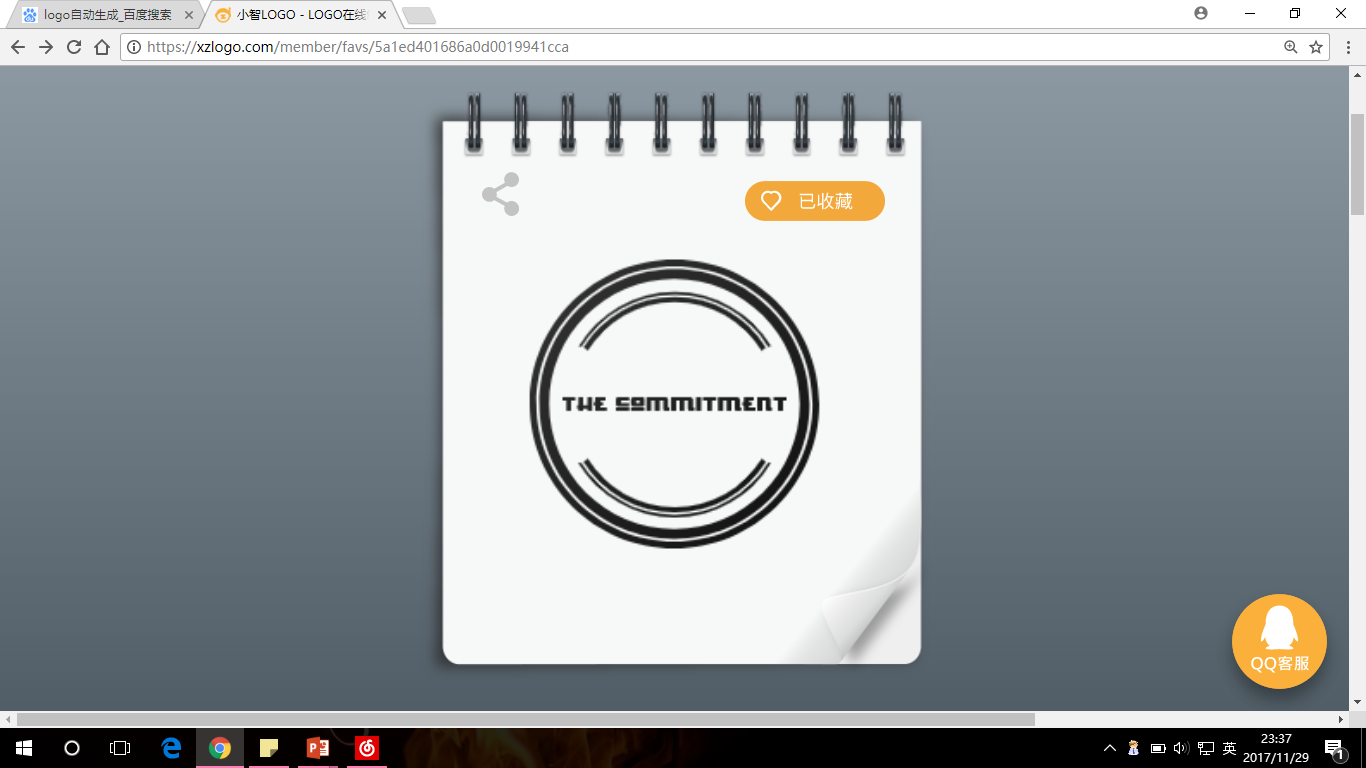 logo自动生成_百度搜索
小智LOGO - LOGO在线
https://xzlogo.com/member/favs/5a1ed401686a0d0019941cca
已收藏
THE COMMITMENT
QQ客服
英
23:37
2017/11/29
1